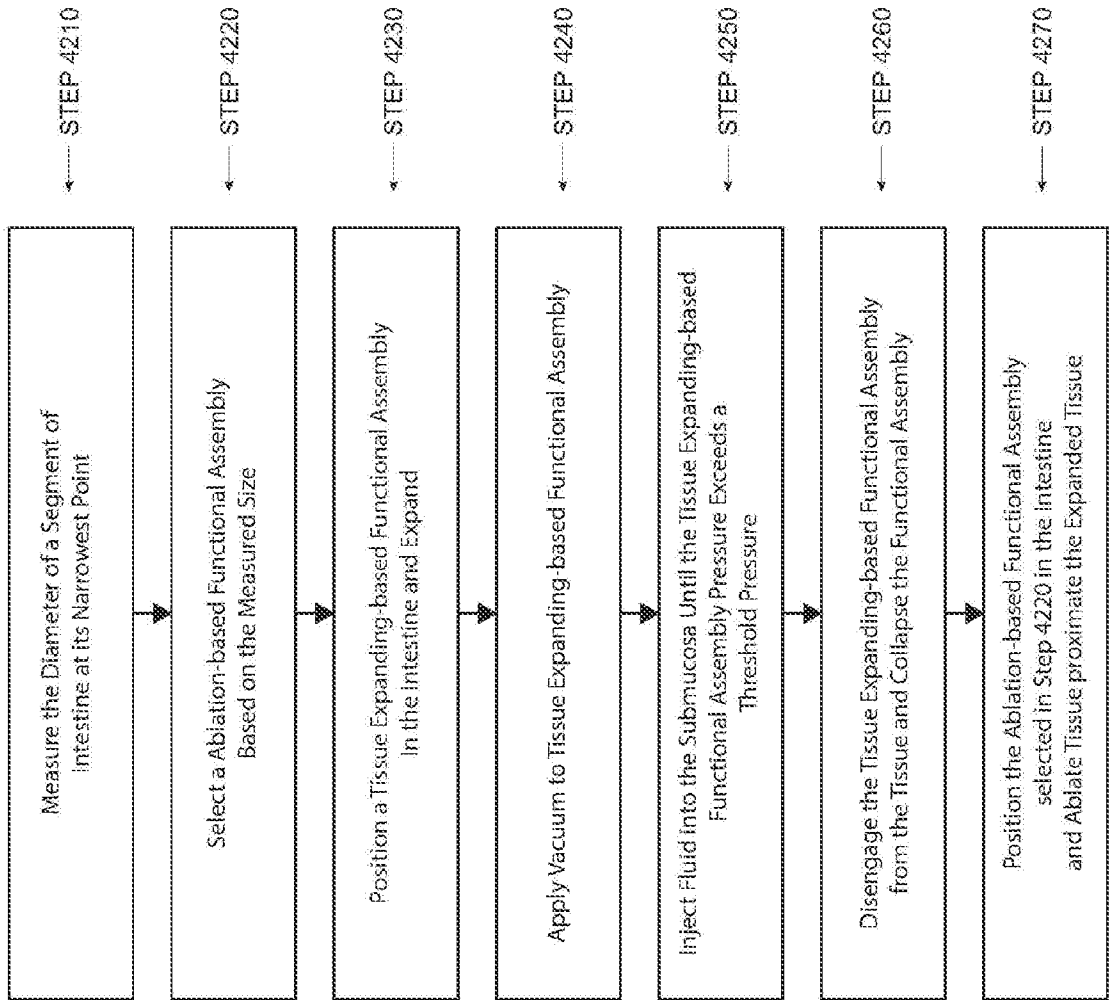 Measure the Diameter of a Segment of
Intestine at its Narrowest Point
STEP 4210
Select a Ablation-based Functional Assembly
Based on the Measured Size
STEP 4220
Position a Tissue Expanding-based Functional Assembly
In the Intestine and Expand
STEP 4230
Apply Vacuum to Tissue Expanding-based Functional Assembly
STEP 4240
Inject Fluid into the Submucosa Until the Tissue Expanding-based
Functional Assembly Pressure Exceeds a
Threshold Pressure
STEP 4250
Disengage the Tissue Expanding-based Functional Assembly
from the Tissue and Collapse the Functional Assembly
STEP 4260
Position the Ablation-based Functional Assembly
selected in Step 4220 in the Intestine
and Ablate Tissue proximate the Expanded Tissue
STEP 4270